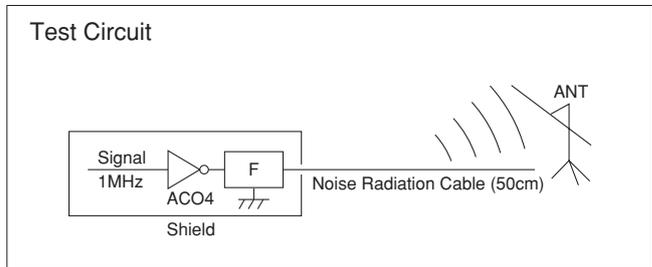 Test Circuit
ANT
Signal
1MHz
F
ACO4
Noise Radiation Cable (50cm)
Shield